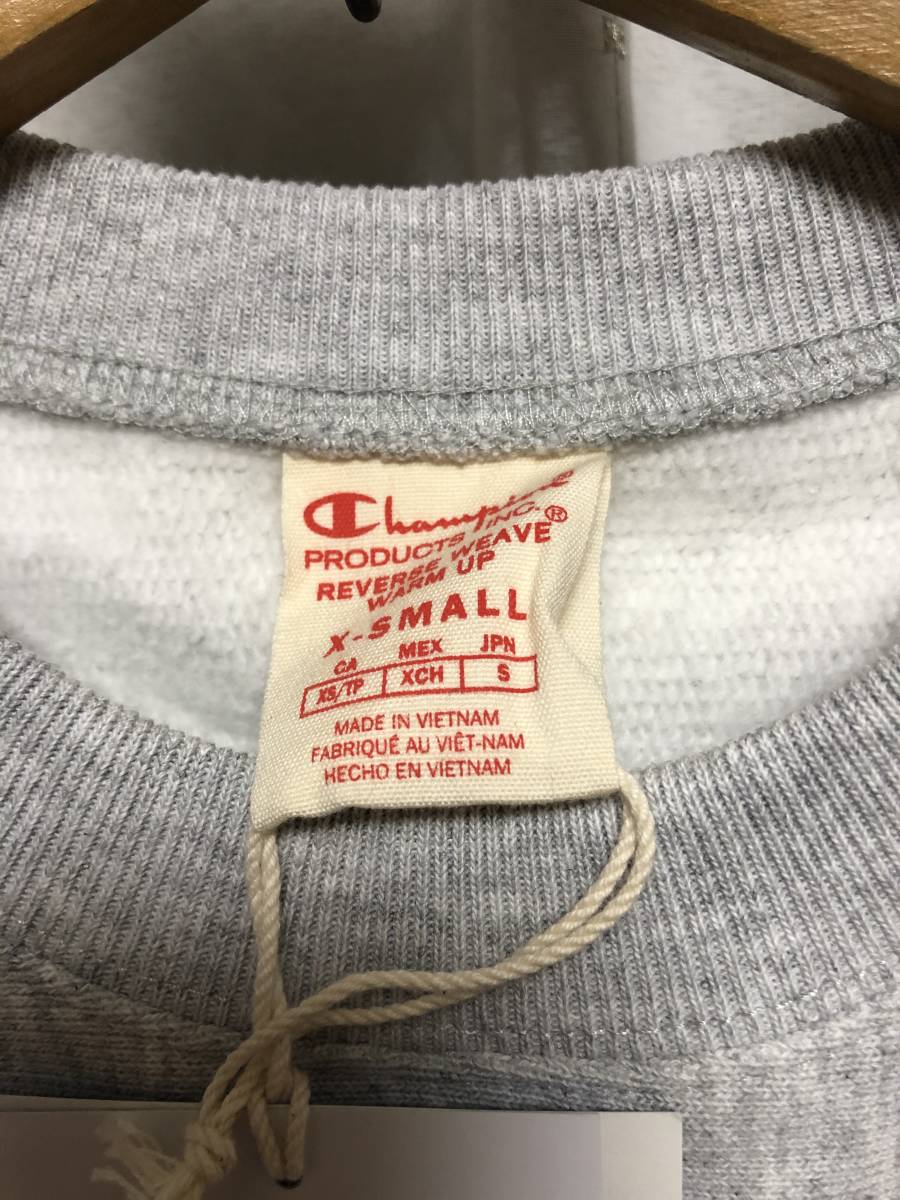 Champion
PRODUCTS INC.
REVERSE WEAVE®
WARM UP
X-SMALL
CA MEX JPN
XS/TP XCH S
MADE IN VIETNAM
FABRIQUÉ AU VIÊT-NAM
HECHO EN VIETNAM